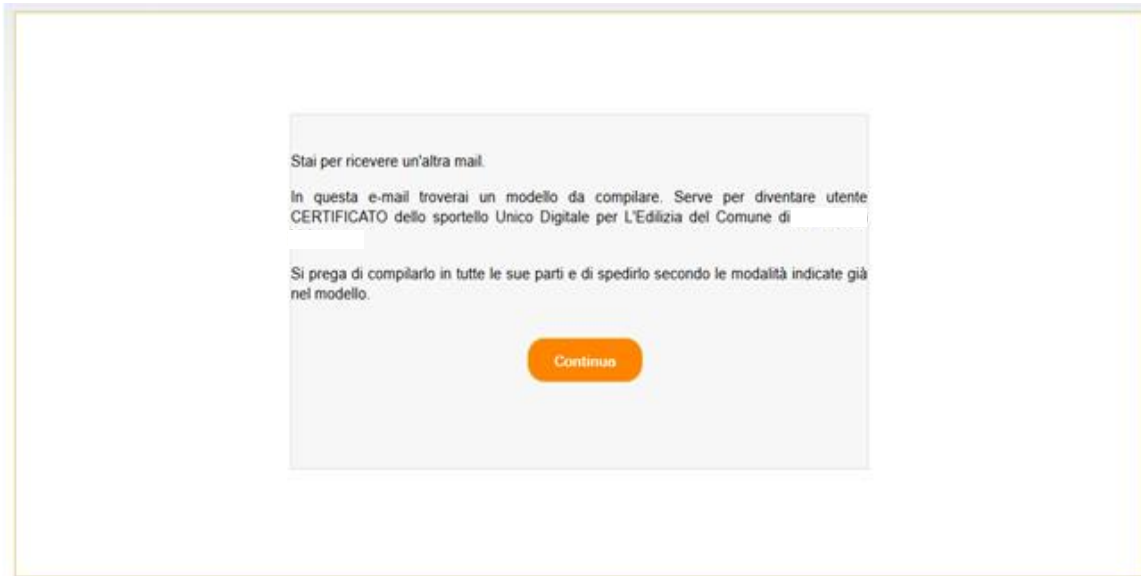 Stai per ricevere un'altra mail.
In questa e-mail troverai un modello da compilare. Serve per diventare utente
CERTIFICATO dello sportello Unico Digitale per L'Edilizia del Comune di
Si prega di compilarlo in tutte le sue parti e di spedirlo secondo le modalità indicate già
nel modello.
Continua